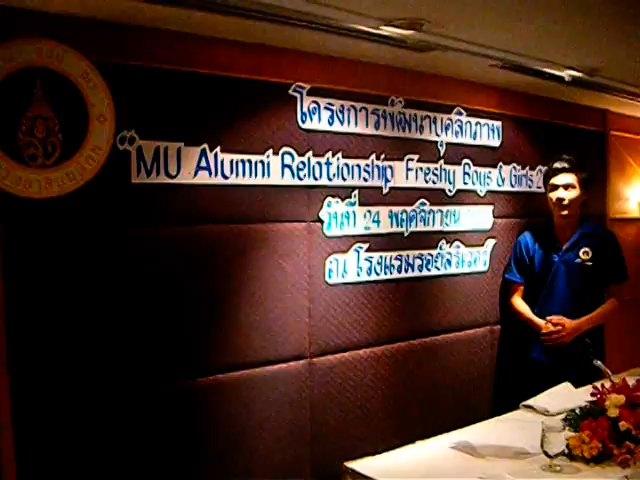 โครงการพัฒนาบุคลิกภาพ
"MU Alumni Relationship Freshy Boys & Girls 2
วันที่ 24 พฤศจิกายน
ณ โรงแรมรอยัลริเวอร์